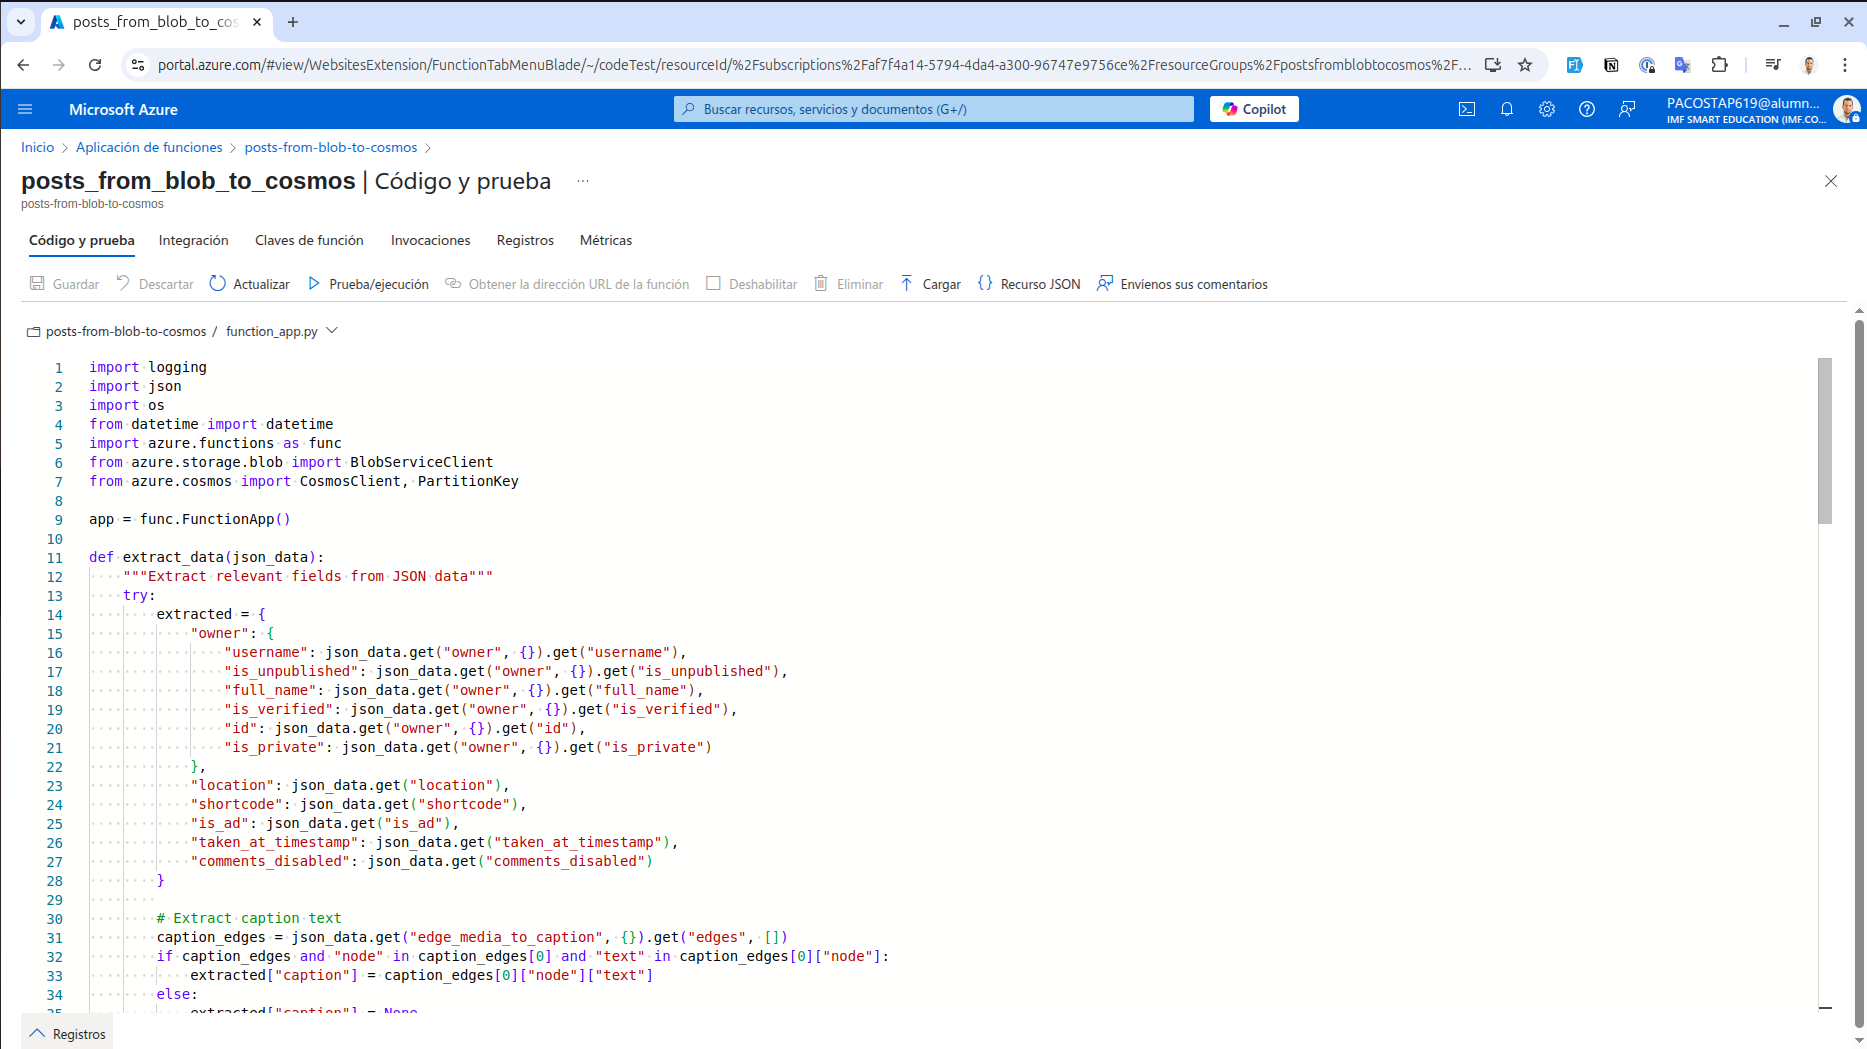 posts_from_blob_to_cos
portal.azure.com/#view/WebsitesExtension/FunctionTabMenuBlade/~/codeTest/resourceId/%2Fsubscriptions%2Faf7f4a14-5794-4da4-a300-96747e9756ce%2FresourceGroups%2Fpostsfromblobtocosmos%2F...
Microsoft Azure
Buscar recursos, servicios y documentos (G+/)
Copilot
PACOSTAP619@alumn...
IMF SMART EDUCATION (IMF.CO...
Inicio > Aplicación de funciones > posts-from-blob-to-cosmos >
posts_from_blob_to_cosmos | Código y prueba ...
posts-from-blob-to-cosmos
Código y prueba Integración Claves de función Invocaciones Registros Métricas
Guardar Descartar Actualizar Prueba/ejecución Obtener la dirección URL de la función Deshabilitar Eliminar Cargar {} Recurso JSON Envíenos sus comentarios
posts-from-blob-to-cosmos / function_app.py
1 import logging
2 import json
3 import os
4 from datetime import datetime
5 import azure.functions as func
6 from azure.storage.blob import BlobServiceClient
7 from azure.cosmos import CosmosClient, PartitionKey
8
9 app = func.FunctionApp()
10
11 def extract_data(json_data):
12 """Extract relevant fields from JSON data"""
13 try:
14 extracted = {
15 "owner": {
16 "username": json_data.get("owner", {}).get("username"),
17 "is_unpublished": json_data.get("owner", {}).get("is_unpublished"),
18 "full_name": json_data.get("owner", {}).get("full_name"),
19 "is_verified": json_data.get("owner", {}).get("is_verified"),
20 "id": json_data.get("owner", {}).get("id"),
21 "is_private": json_data.get("owner", {}).get("is_private")
22 },
23 "location": json_data.get("location"),
24 "shortcode": json_data.get("shortcode"),
25 "is_ad": json_data.get("is_ad"),
26 "taken_at_timestamp": json_data.get("taken_at_timestamp"),
27 "comments_disabled": json_data.get("comments_disabled")
28 }
29
30 # Extract caption text
31 caption_edges = json_data.get("edge_media_to_caption", {}).get("edges", [])
32 if caption_edges and "node" in caption_edges[0] and "text" in caption_edges[0]["node"]:
33 extracted["caption"] = caption_edges[0]["node"]["text"]
34 else:
35 extracted["caption"] = None
Registros